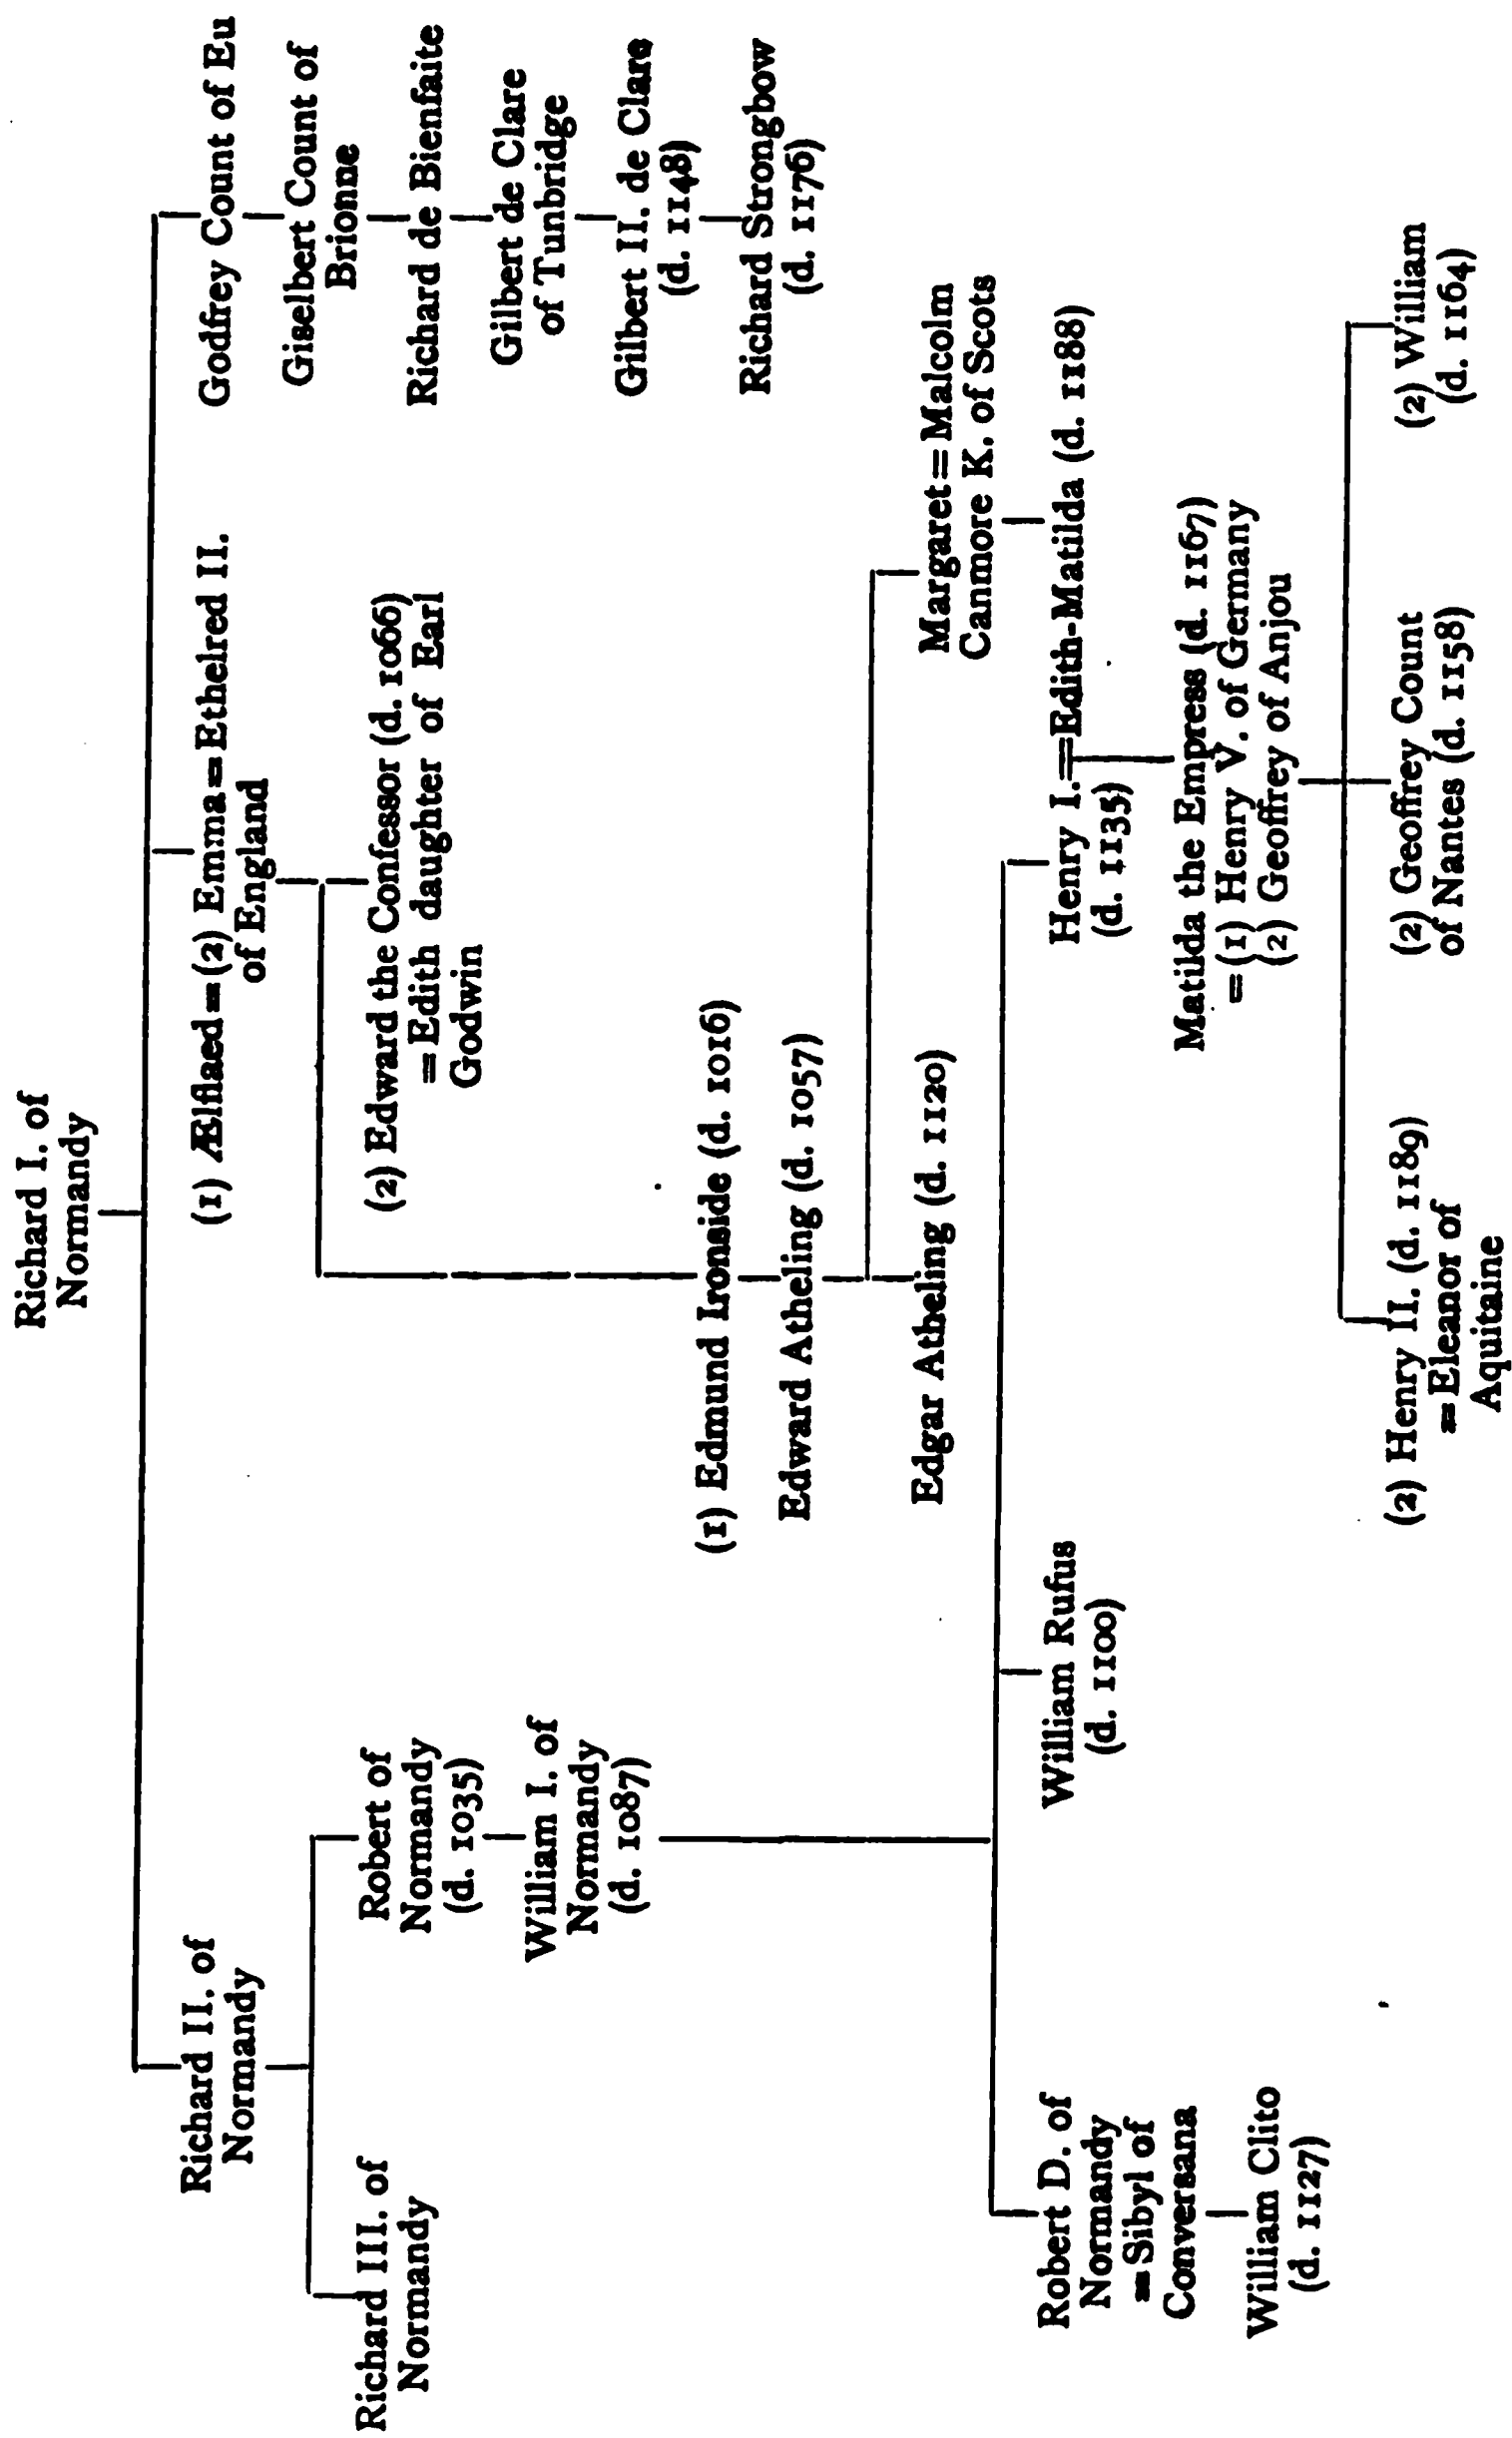 Richard I. of
Normandy
Richard II. of
Normandy
(1) Ælflaed=(2) Emma=Ethelred II.
of England
Godfrey Count of Eu
Giselbert Count of
Brionne
Richard de Bienfaite
Gilbert de Clare
of Tunbridge
Gilbert II. de Clare
(d. 1148)
Richard Strongbow
(d. 1176)
Richard III. of
Normandy
Robert of
Normandy
(d. 1035)
William I. of
Normandy
(d. 1087)
(2) Edward the Confessor (d. 1066)
=Edith daughter of Earl
Godwin
(1) Edmund Ironside (d. 1016)
Edward Atheling (d. 1057)
Edgar Atheling (d. 1120)
Margaret=Malcolm
Canmore K. of Scots
Robert D. of
Normandy
=Sibyl of
Conversana
William Clito
(d. 1127)
William Rufus
(d. 1100)
Henry I.=Edith-Matilda (d. 1188)
(d. 1135)
Matilda the Empress (d. 1167)
=(1) Henry V. of Germany
(2) Geoffrey of Anjou
(2) Henry II. (d. 1189)
=Eleanor of
Aquitaine
(2) Geoffrey Count
of Nantes (d. 1158)
(2) William
(d. 1164)